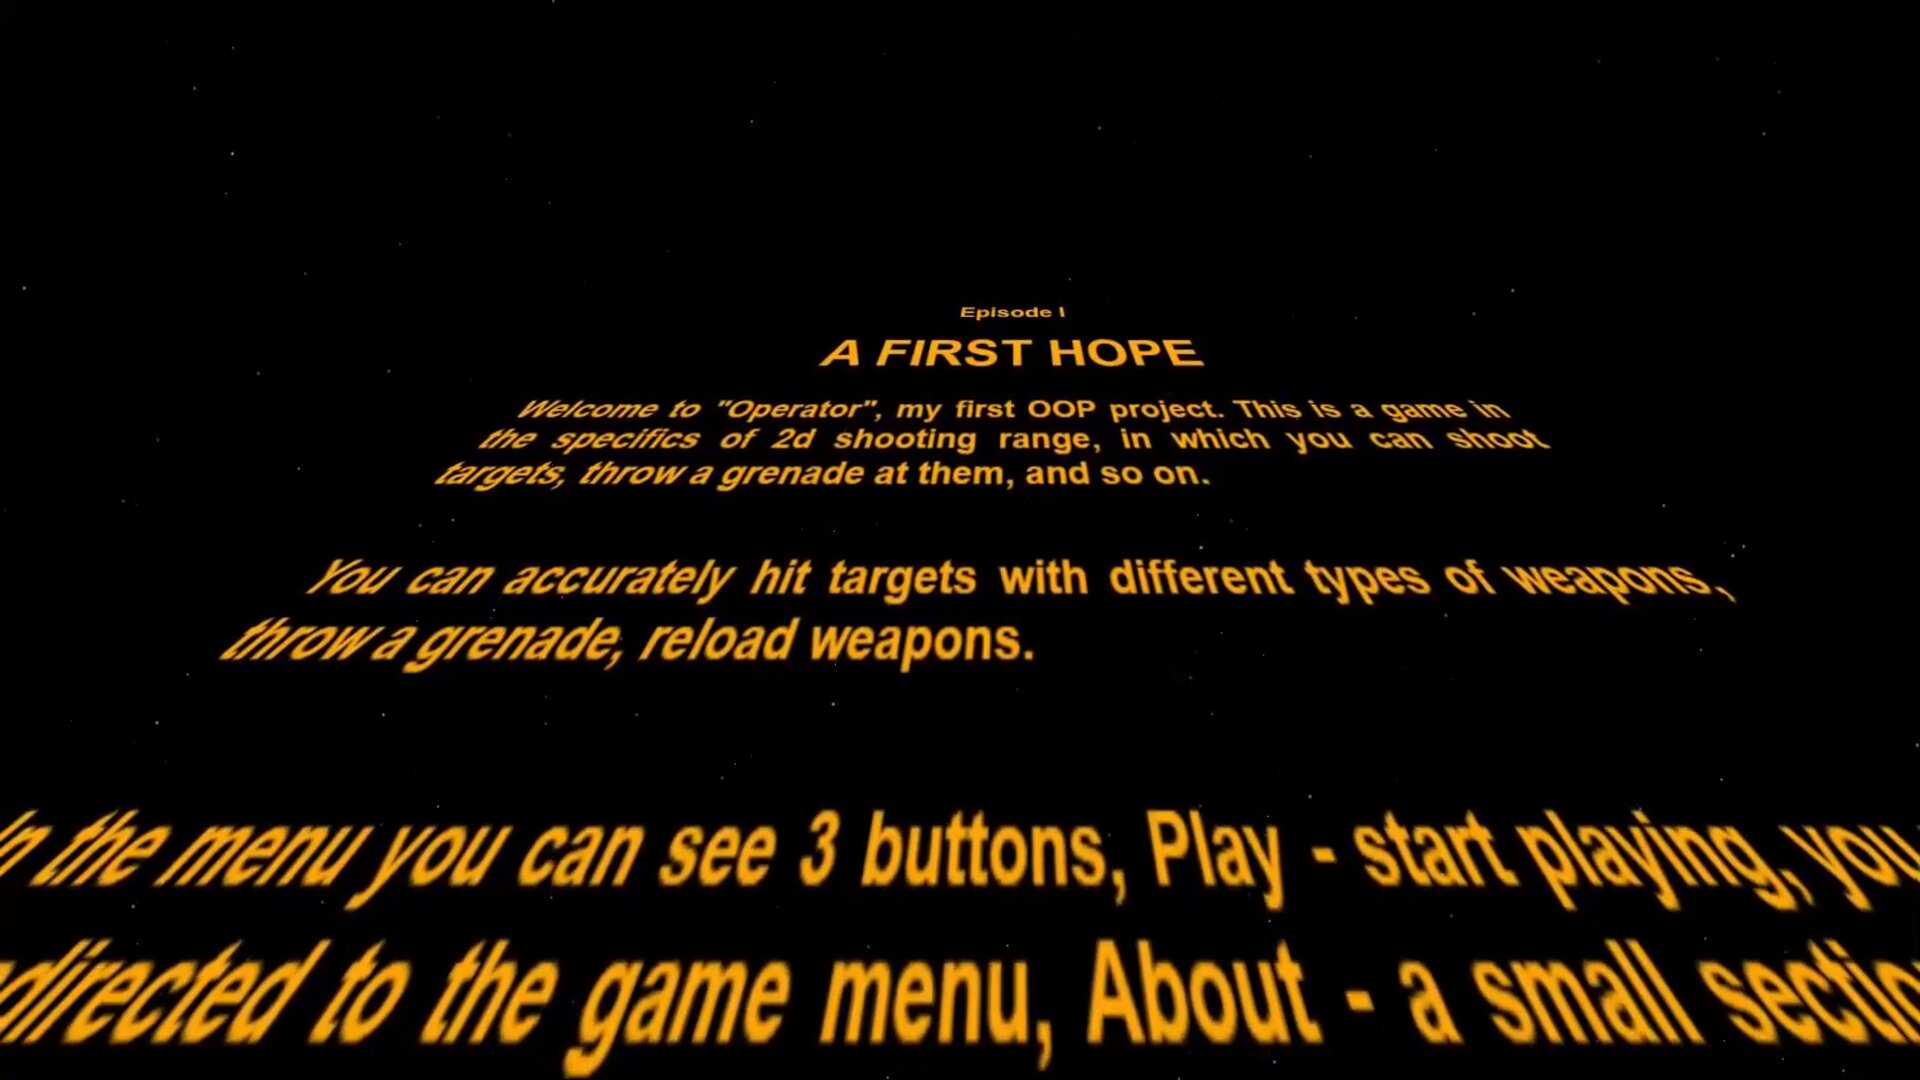 Episode I
A FIRST HOPE
Welcome to "Operator", my first OOP project. This is a game in
the specifics of 2d shooting range, in which you can shoot
targets, throw a grenade at them, and so on.
You can accurately hit targets with different types of weapons,
throw a grenade, reload weapons.
In the menu you can see 3 buttons, Play - start playing, you
to the game menu, About - a small